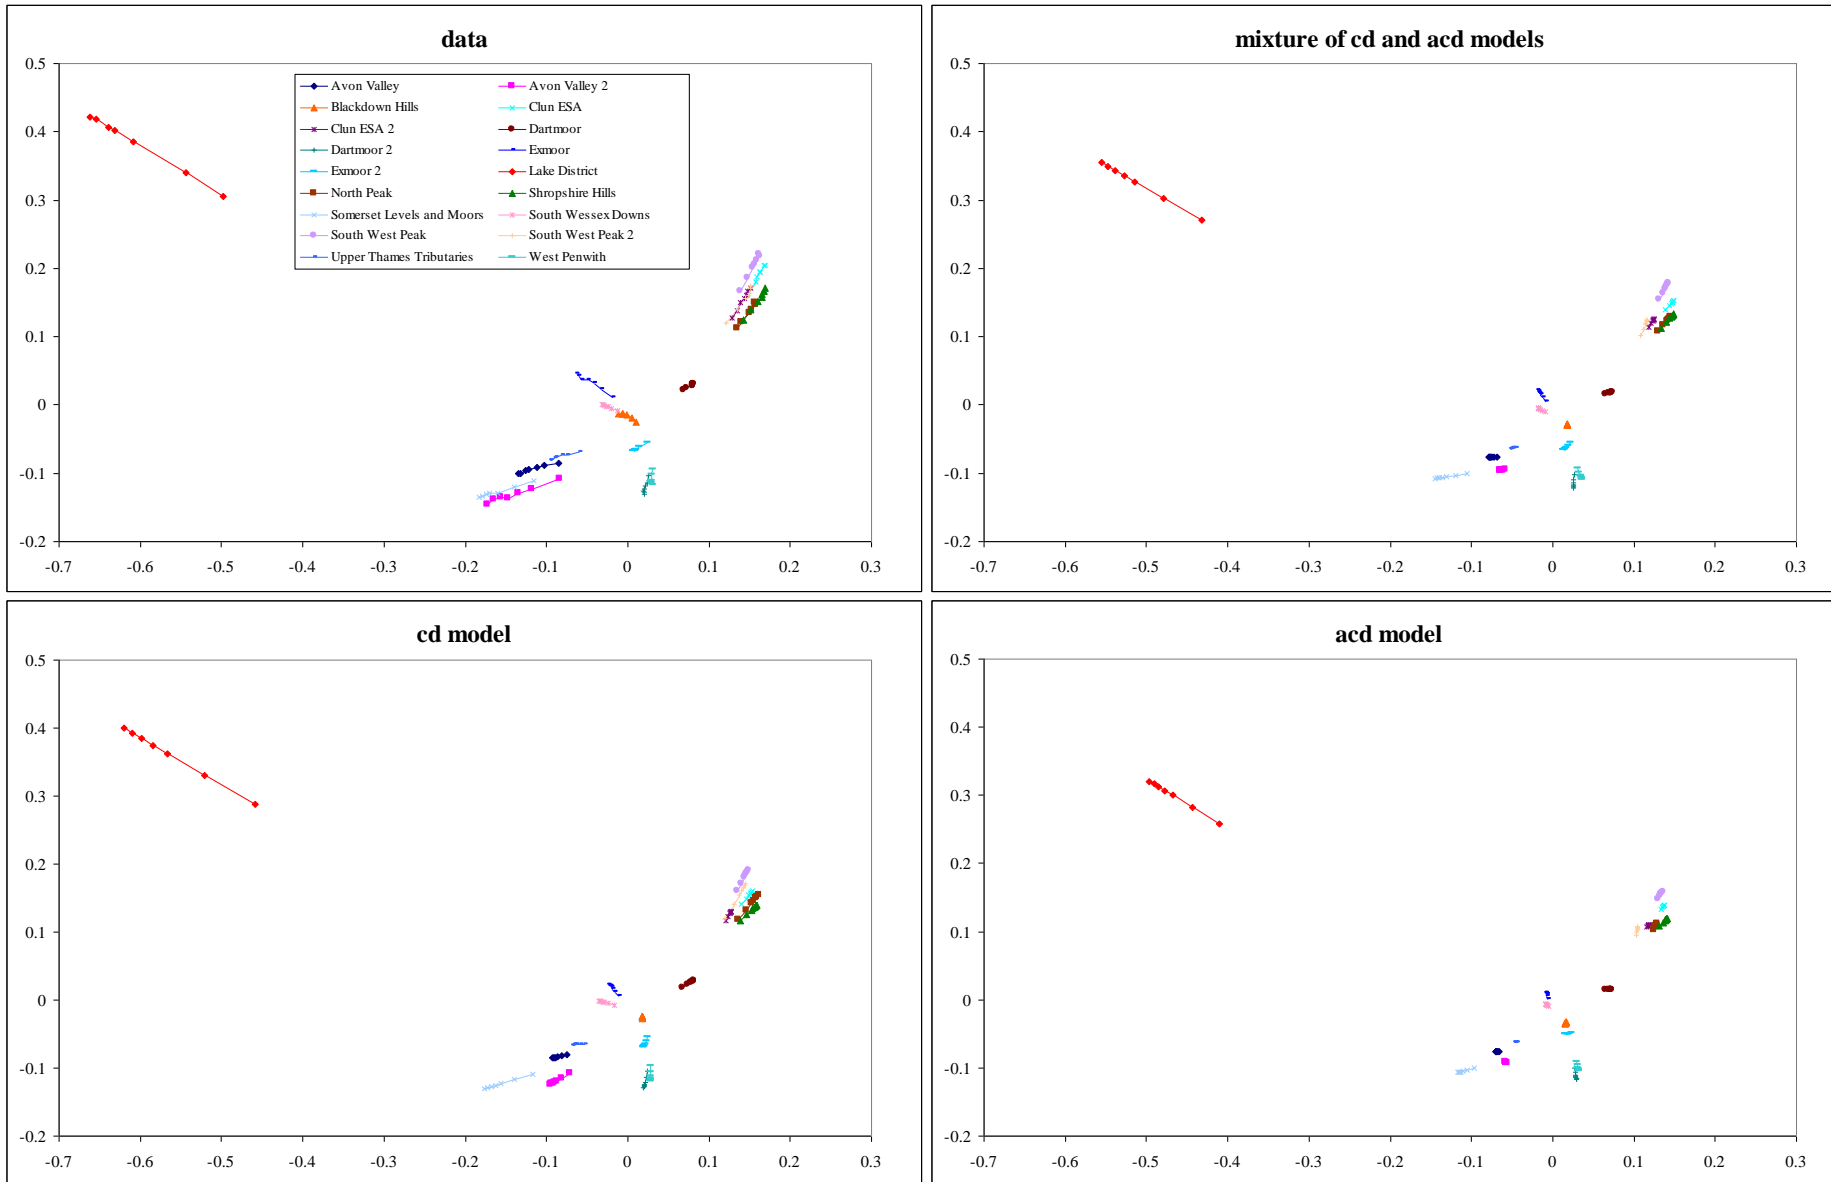 data
0.5
0.4
0.3
0.2
0.1
0
-0.1
-0.2
-0.7 -0.6 -0.5 -0.4 -0.3 -0.2 -0.1 0 0.1 0.2 0.3
Avon Valley Avon Valley 2
Blackdown Hills Clun ESA
Clun ESA 2 Dartmoor
Dartmoor 2 Exmoor
Exmoor 2 Lake District
North Peak Shropshire Hills
Somerset Levels and Moors South Wessex Downs
South West Peak South West Peak 2
Upper Thames Tributaries West Penwith
mixture of cd and acd models
0.5
0.4
0.3
0.2
0.1
0
-0.1
-0.2
-0.7 -0.6 -0.5 -0.4 -0.3 -0.2 -0.1 0 0.1 0.2 0.3
cd model
0.5
0.4
0.3
0.2
0.1
0
-0.1
-0.2
-0.7 -0.6 -0.5 -0.4 -0.3 -0.2 -0.1 0 0.1 0.2 0.3
acd model
0.5
0.4
0.3
0.2
0.1
0
-0.1
-0.2
-0.7 -0.6 -0.5 -0.4 -0.3 -0.2 -0.1 0 0.1 0.2 0.3